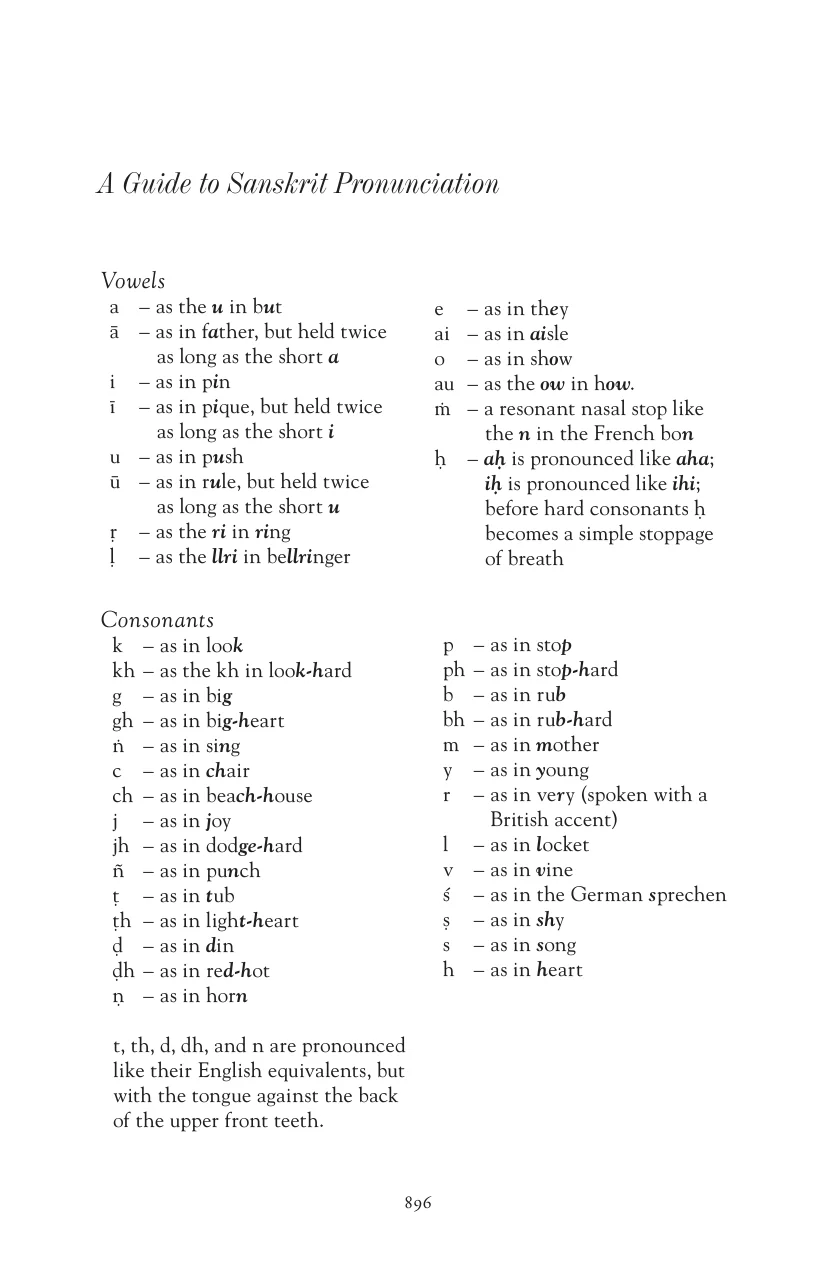 A Guide to Sanskrit Pronunciation
Vowels
a – as the u in but
ā – as in father, but held twice
as long as the short a
i – as in pin
ī – as in pique, but held twice
as long as the short i
u – as in push
ū – as in rule, but held twice
as long as the short u
ṛ – as the ri in ring
ḷ – as the llri in bellringer
e – as in they
ai – as in aisle
o – as in show
au – as the ow in how.
ṁ – a resonant nasal stop like
the n in the French bon
ḥ – aḥ is pronounced like aha;
iḥ is pronounced like ihi;
before hard consonants ḥ
becomes a simple stoppage
of breath
Consonants
k – as in look
kh – as the kh in look-hard
g – as in big
gh – as in big-heart
ṅ – as in sing
c – as in chair
ch – as in beach-house
j – as in joy
jh – as in dodge-hard
ñ – as in punch
ṭ – as in tub
ṭh – as in light-heart
ḍ – as in din
ḍh – as in red-hot
ṇ – as in horn
p – as in stop
ph – as in stop-hard
b – as in rub
bh – as in rub-hard
m – as in mother
y – as in young
r – as in very (spoken with a
British accent)
l – as in locket
v – as in vine
ś – as in the German sprechen
ṣ – as in shy
s – as in song
h – as in heart
t, th, d, dh, and n are pronounced
like their English equivalents, but
with the tongue against the back
of the upper front teeth.
896